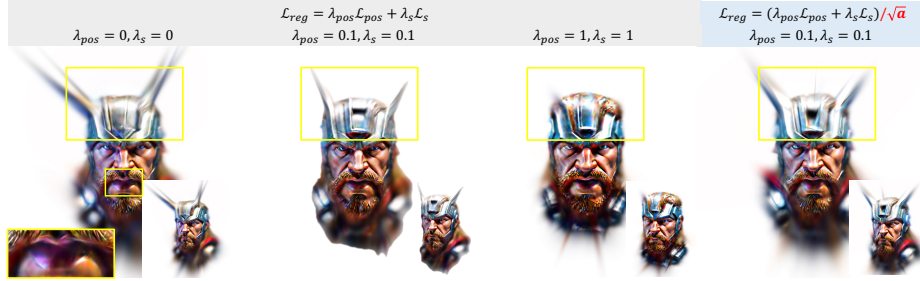 ℒ_reg = λ_pos ℒ_pos + λ_s ℒ_s
ℒ_reg = (λ_pos ℒ_pos + λ_s ℒ_s)/√a
λ_pos = 0, λ_s = 0
λ_pos = 0.1, λ_s = 0.1
λ_pos = 1, λ_s = 1
λ_pos = 0.1, λ_s = 0.1